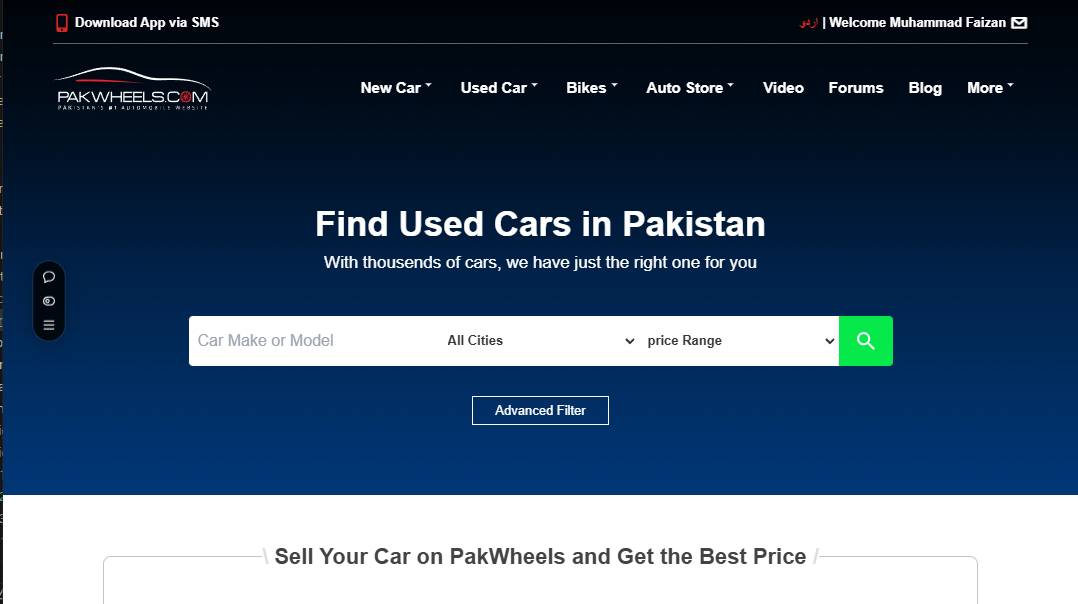 Download App via SMS
اردو | Welcome Muhammad Faizan
PAKWHEELS.COM
PAKISTAN'S #1 AUTOMOBILE WEBSITE
New Car Used Car Bikes Auto Store Video Forums Blog More
Find Used Cars in Pakistan
With thousands of cars, we have just the right one for you
Car Make or Model All Cities price Range
Advanced Filter
\ Sell Your Car on PakWheels and Get the Best Price /